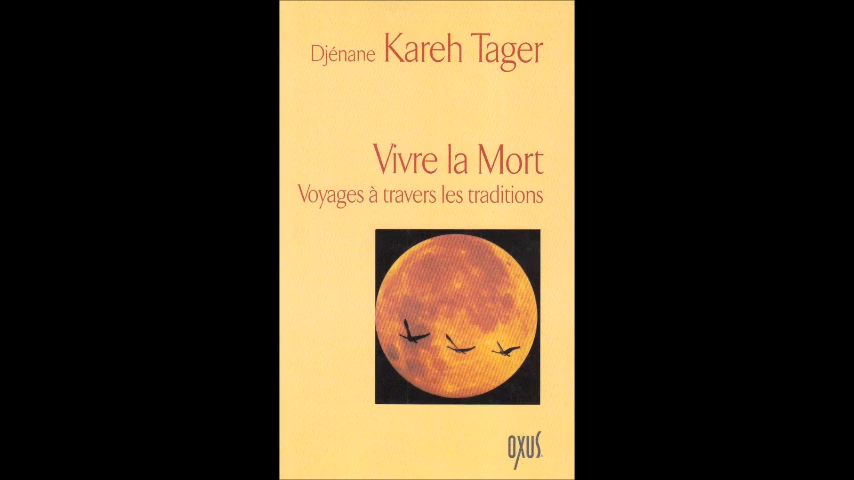 Djénane Kareh Tager
Vivre la Mort
Voyages à travers les traditions
OXUS